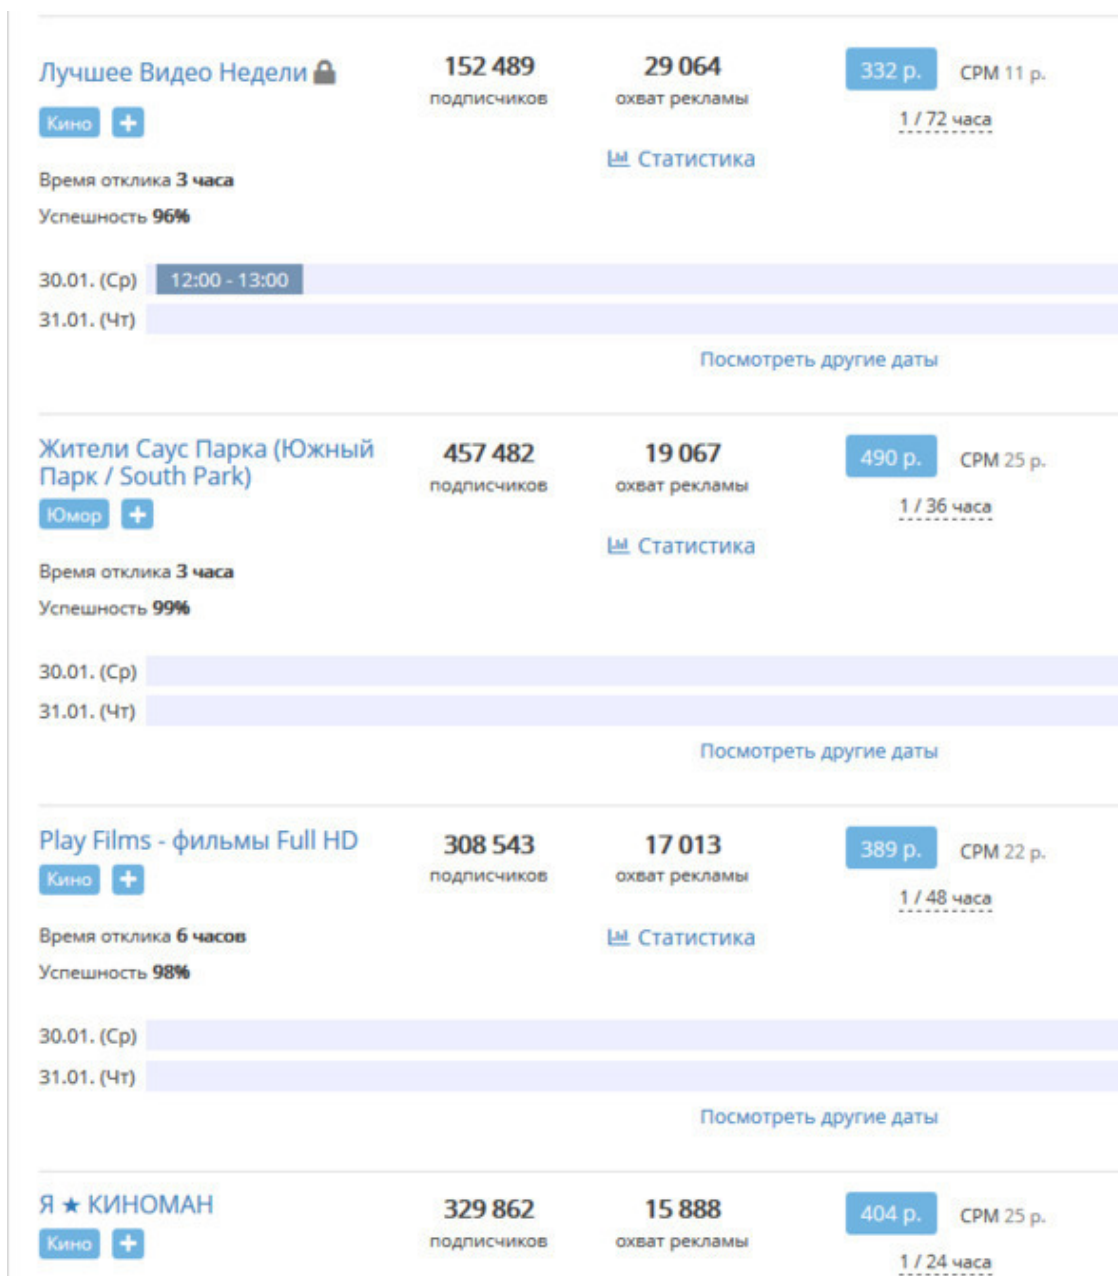 Лучшее Видео Недели
152 489
29 064
332 р.
CPM 11 р.
подписчиков
охват рекламы
1 / 72 часа
Кино +
Статистика
Время отклика 3 часа
Успешность 96%
30.01. (Ср) 12:00 - 13:00
31.01. (Чт)
Посмотреть другие даты
Жители Саус Парка (Южный
Парк / South Park)
457 482
19 067
490 р.
CPM 25 р.
подписчиков
охват рекламы
1 / 36 часа
Юмор +
Статистика
Время отклика 3 часа
Успешность 99%
30.01. (Ср)
31.01. (Чт)
Посмотреть другие даты
Play Films - фильмы Full HD
308 543
17 013
389 р.
CPM 22 р.
подписчиков
охват рекламы
1 / 48 часа
Кино +
Статистика
Время отклика 6 часов
Успешность 98%
30.01. (Ср)
31.01. (Чт)
Посмотреть другие даты
Я ★ КИНОМАН
329 862
15 888
404 р.
CPM 25 р.
подписчиков
охват рекламы
1 / 24 часа
Кино +